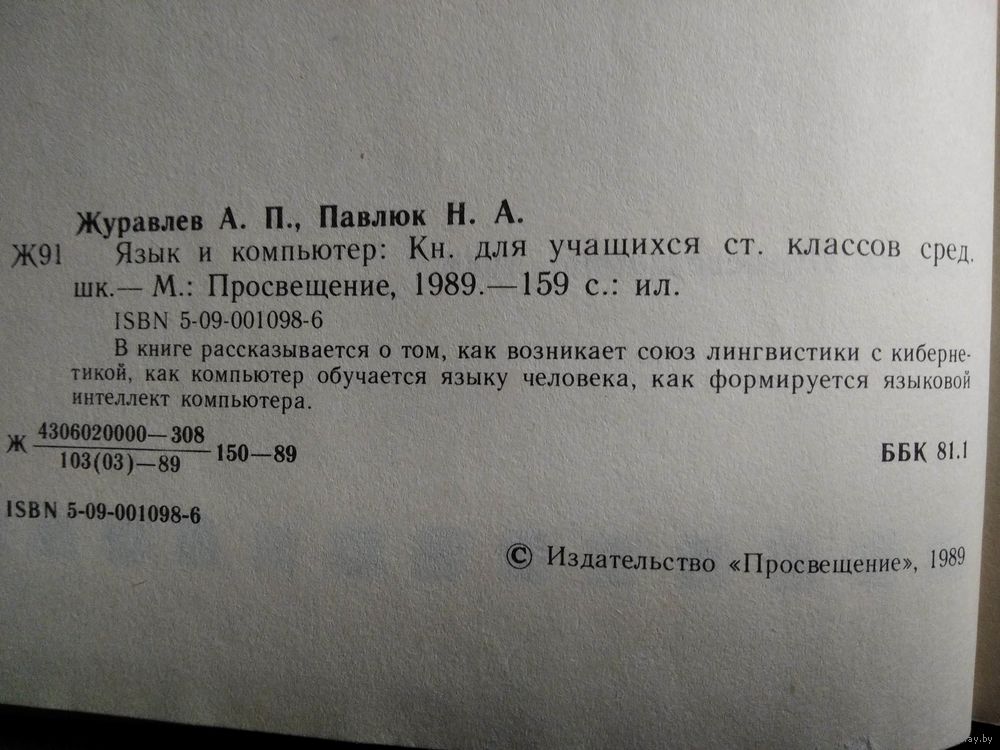 Журавлев А. П., Павлюк Н. А.
Ж91 Язык и компьютер: Кн. для учащихся ст. классов сред.
шк.— М.: Просвещение, 1989.—159 с.: ил.
ISBN 5-09-001098-6
В книге рассказывается о том, как возникает союз лингвистики с киберне-
тикой, как компьютер обучается языку человека, как формируется языковой
интеллект компьютера.
Ж 4306020000—308
103(03)—89
150—89
ББК 81.1
ISBN 5-09-001098-6
© Издательство «Просвещение», 1989